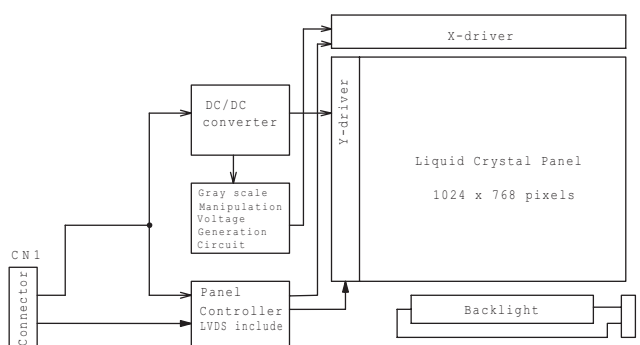 X-driver
DC/DC
converter
Y-driver
Liquid Crystal Panel
1024 x 768 pixels
Gray scale
Manipulation
Voltage
Generation
Circuit
CN1
Connector
Panel
Controller
LVDS include
Backlight